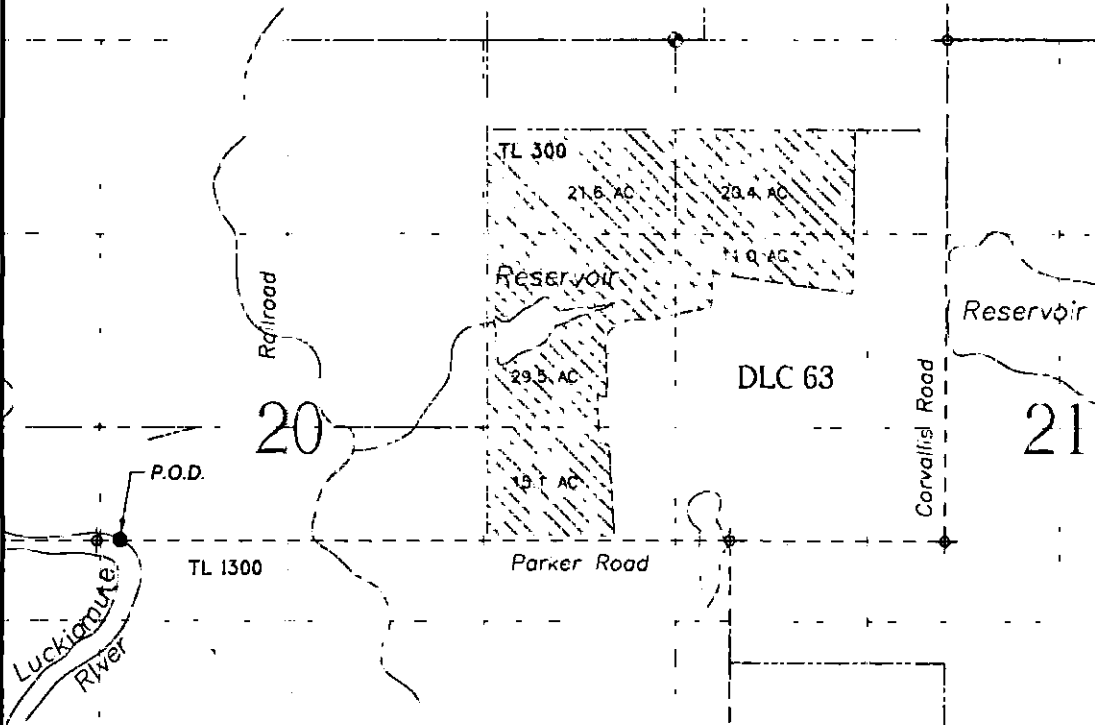 TL 300
21.6 AC
20.4 AC
11.0 AC
Reservoir
Reservoir
Railroad
29.5 AC
DLC 63
Corvallis Road
20
21
P.O.D.
15.1 AC
TL 1300
Parker Road
Luckiamute
River